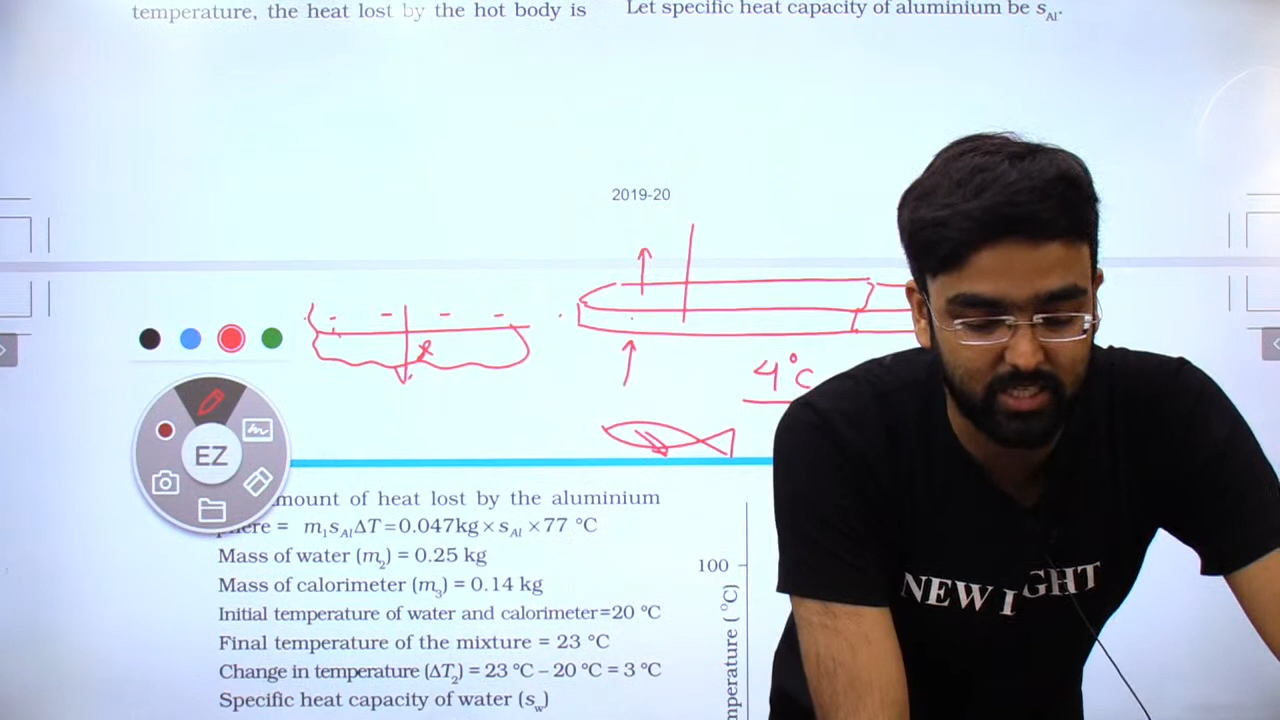 temperature, the heat lost by the hot body is
Let specific heat capacity of aluminium be s_Al.
2019-20
4°C
EZ
mount of heat lost by the aluminium
here = m₁s_AlΔT = 0.047kg × s_Al × 77 °C
Mass of water (m₂) = 0.25 kg
Mass of calorimeter (m₃) = 0.14 kg
Initial temperature of water and calorimeter=20 °C
Final temperature of the mixture = 23 °C
Change in temperature (ΔT₂) = 23 °C – 20 °C = 3 °C
Specific heat capacity of water (s_w)
100
mperature (°C)
NEW
GHT